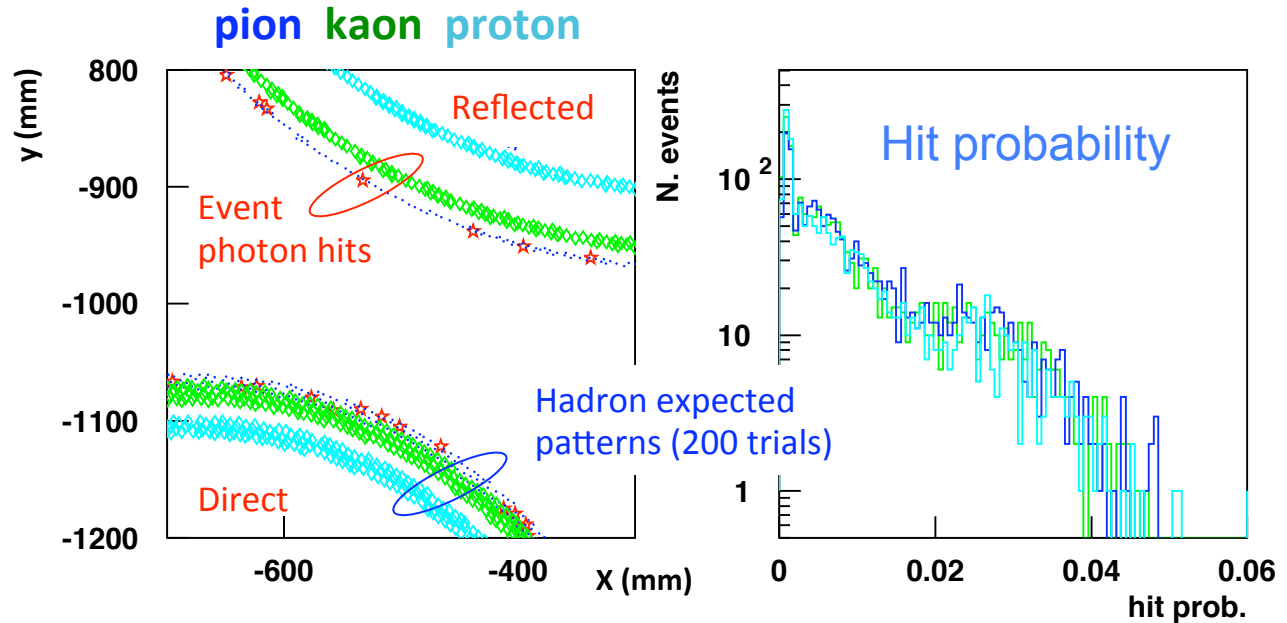 pion kaon proton
y (mm)
800
-900
-1000
-1100
-1200
-600
-400
X (mm)
Reflected
Event
photon hits
Hadron expected
patterns (200 trials)
Direct
N. events
10 2
10
1
Hit probability
0
0.02
0.04
0.06
hit prob.